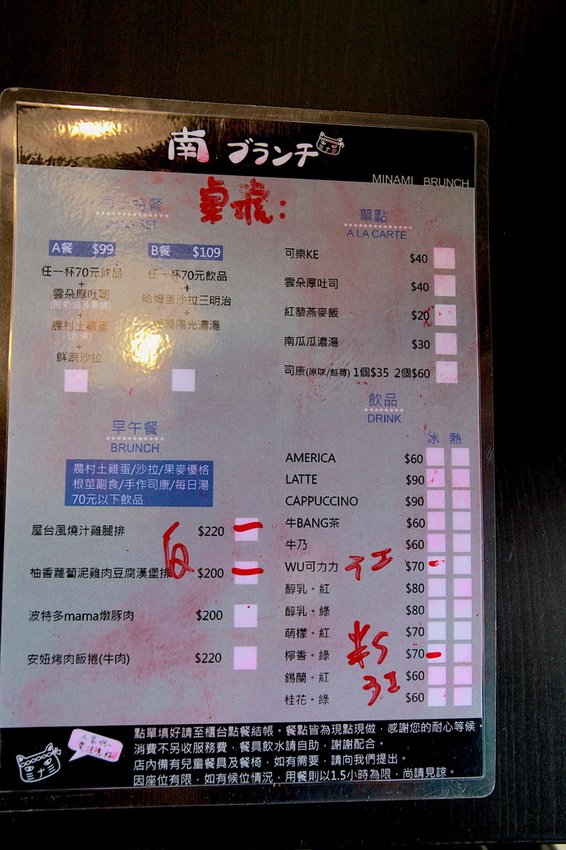 南 ブランチ
MINAMI BRUNCH
桌號:
A餐 $99
任一杯70元飲品
+
雲朵厚吐司
+
農村土雞蛋
+
鮮蔬沙拉
B餐 $109
任一杯70元飲品
+
哈姆蛋沙拉三明治
+
陽光濃湯
早午餐
BRUNCH
農村土雞蛋/沙拉/果麥優格
根莖副食/手作司康/每日湯
70元以下飲品
屋台風燒汁雞腿排 $220
柚香蘿蔔泥雞肉豆腐漢堡排 $200
波特多mama燉豚肉 $200
安妞烤肉飯捲(牛肉) $220
單點
A LA CARTE
可樂KE $40
雲朵厚吐司 $40
紅藜燕麥飯 $20
南瓜瓜濃湯 $30
司康(原味/蔓莓) 1個$35 2個$60
飲品
DRINK
冰 熱
AMERICA $60
LATTE $90
CAPPUCCINO $90
牛BANG茶 $60
牛乃 $60
WU可力力 $70
醇乳・紅 $80
醇乳・綠 $80
萌檬・紅 $70
檸香・綠 $70
錫蘭・紅 $60
桂花・綠 $60
點單填好請至櫃台點餐結帳。餐點皆為現點現做，感謝您的耐心等候。
消費不另收服務費，餐具飲水請自助，謝謝配合。
店內備有兒童餐具及餐椅，如有需要，請向我們提出。
因座位有限，如有候位情況，用餐則以1.5小時為限，尚請見諒。